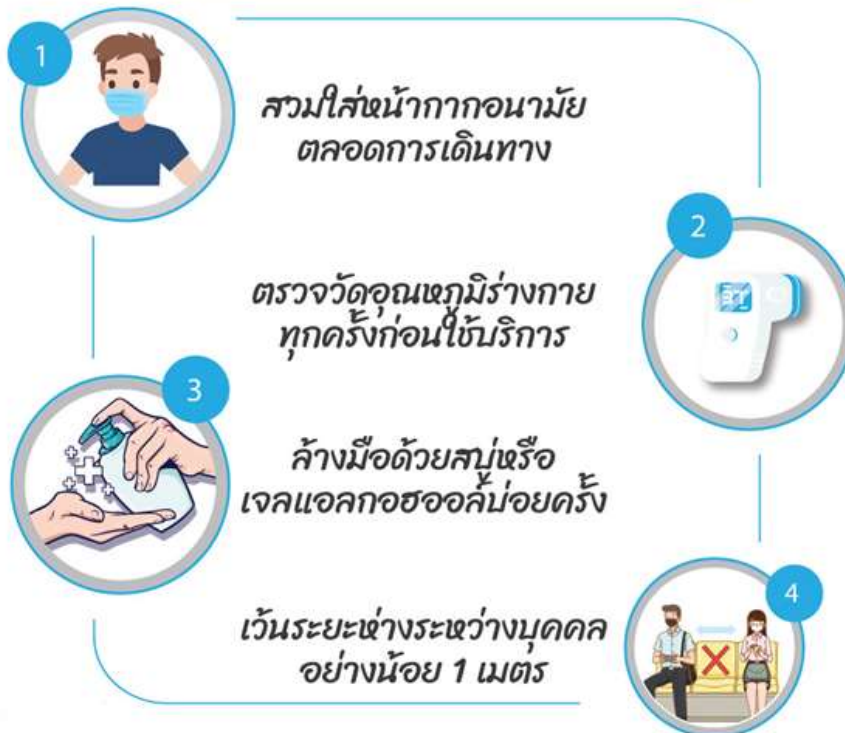 1
สวมใส่หน้ากากอนามัย
ตลอดการเดินทาง
2
ตรวจวัดอุณหภูมิร่างกาย
ทุกครั้งก่อนใช้บริการ
37
3
ล้างมือด้วยสบู่หรือ
เจลแอลกอฮอออล์บ่อยครั้ง
4
เว้นระยะห่างระหว่างบุคคล
อย่างน้อย 1 เมตร